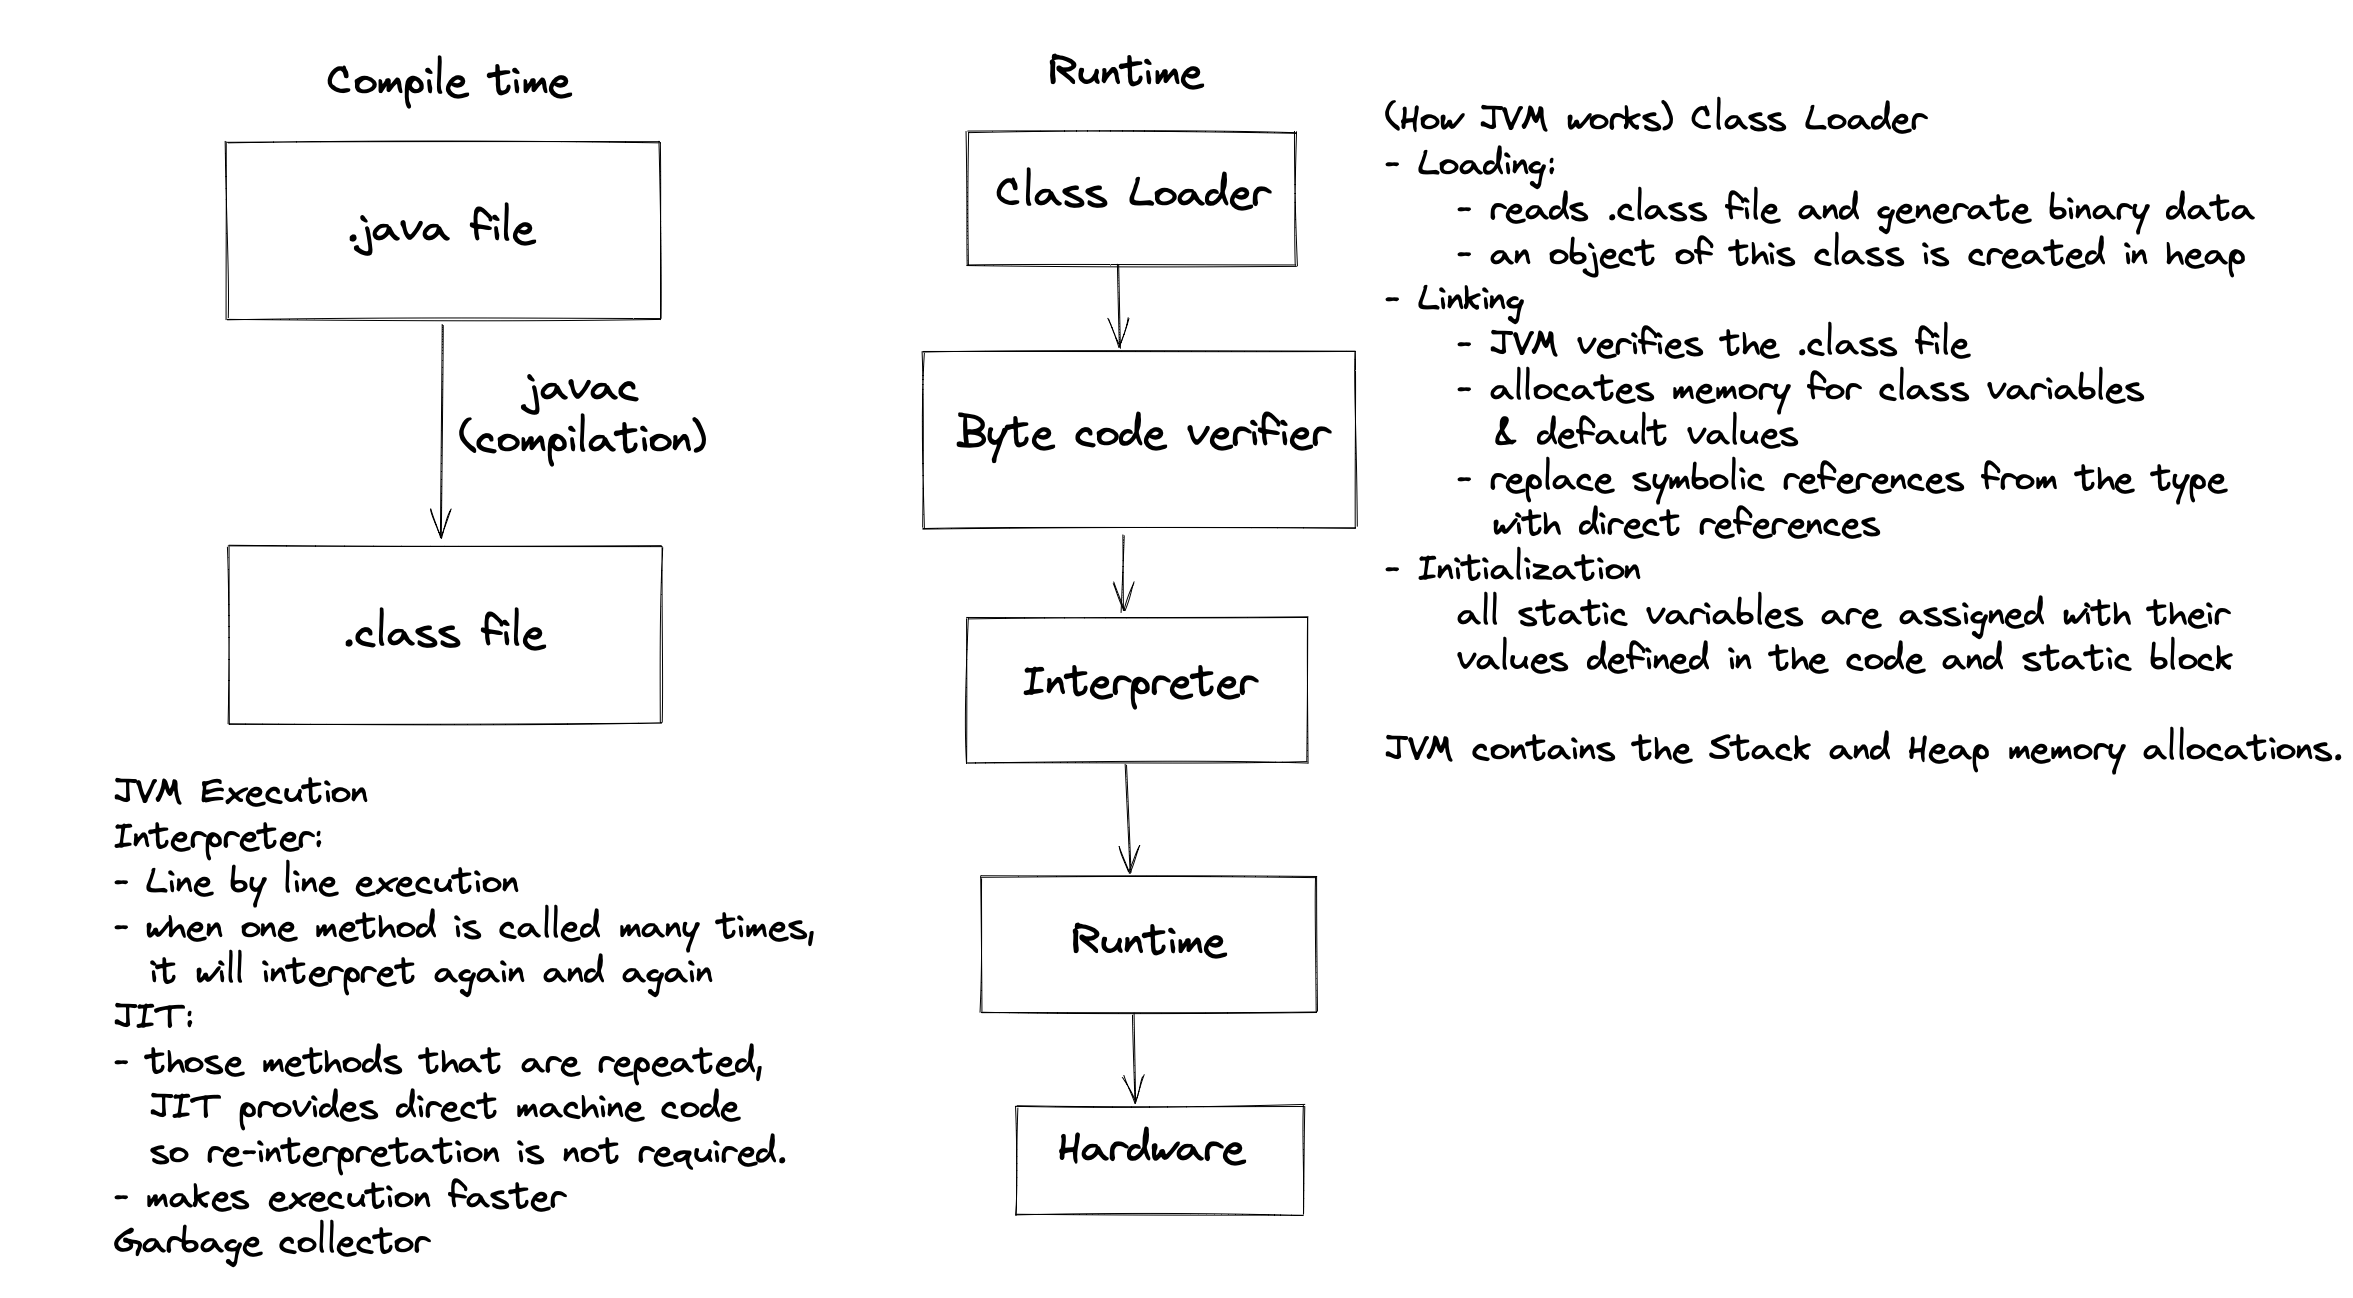 Compile time
.java file
javac
(compilation)
.class file
JVM Execution
Interpreter:
- Line by line execution
- when one method is called many times,
it will interpret again and again
JIT:
- those methods that are repeated,
JIT provides direct machine code
so re-interpretation is not required.
- makes execution faster
Garbage collector
Runtime
Class Loader
Byte code verifier
Interpreter
Runtime
Hardware
(How JVM works) Class Loader
- Loading:
- reads .class file and generate binary data
- an object of this class is created in heap
- Linking
- JVM verifies the .class file
- allocates memory for class variables
& default values
- replace symbolic references from the type
with direct references
- Initialization
all static variables are assigned with their
values defined in the code and static block
JVM contains the Stack and Heap memory allocations.